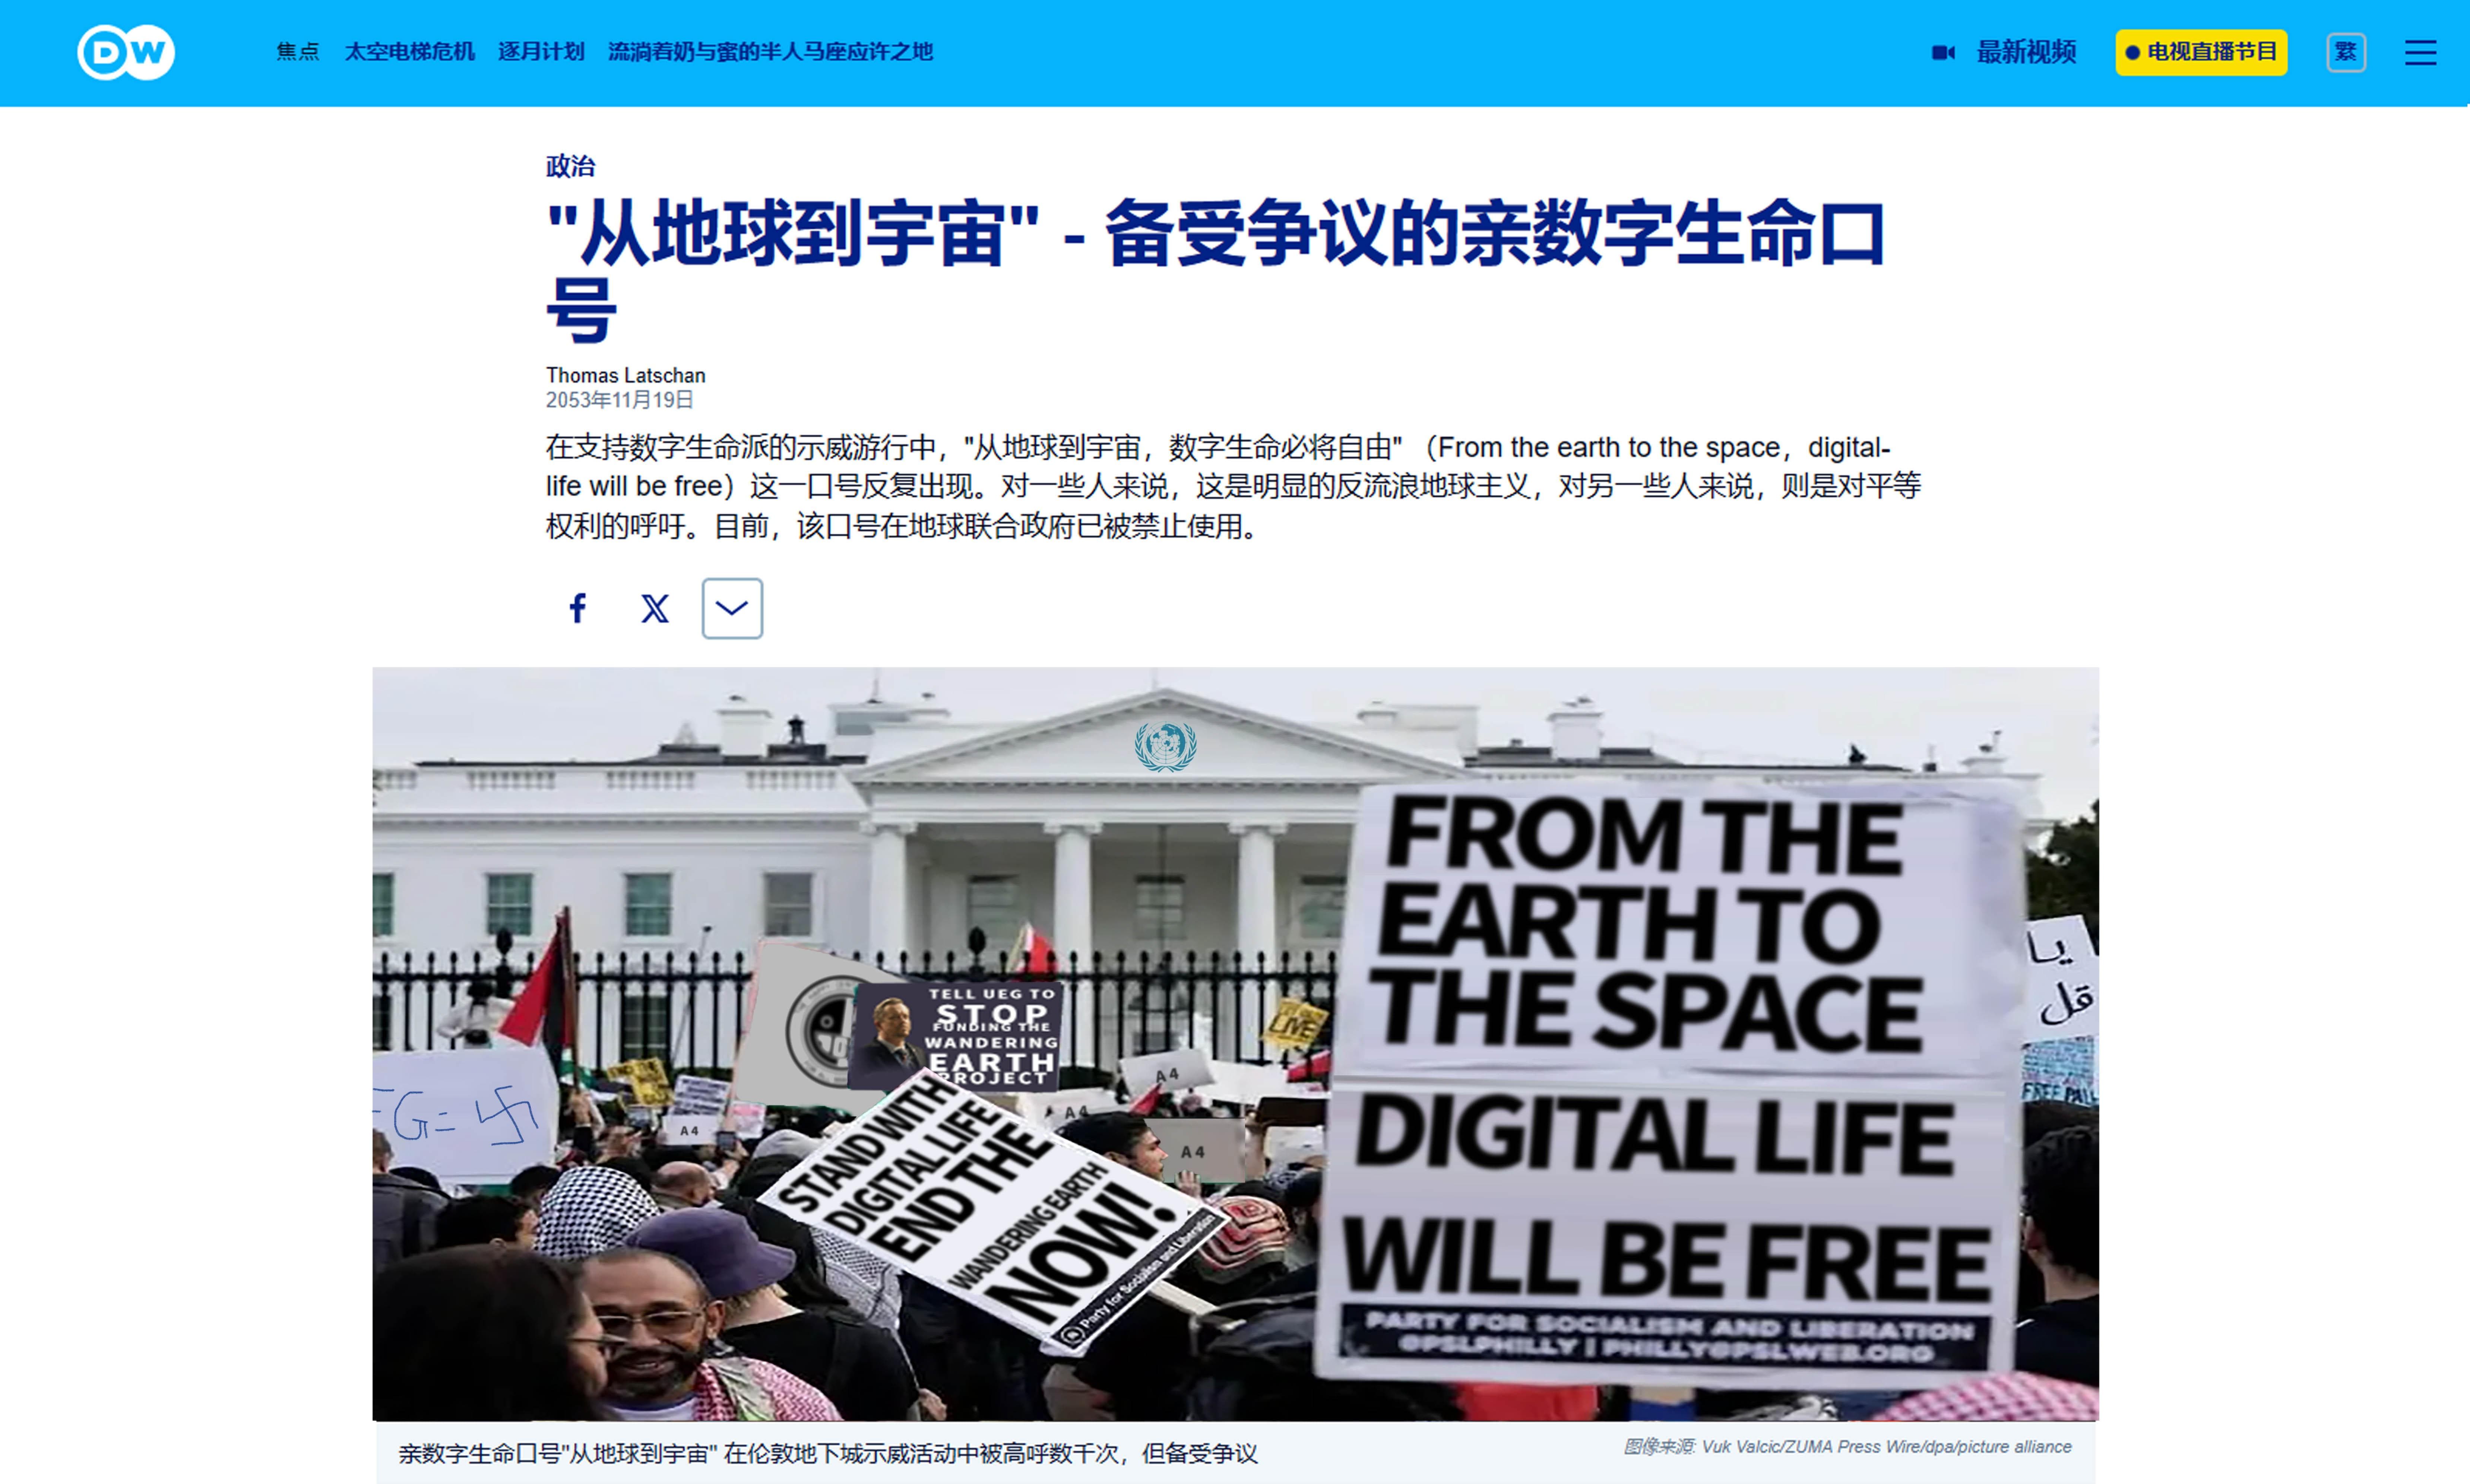 DW
焦点 太空电梯危机 逐月计划 流淌着奶与蜜的半人马座应许之地
最新视频
电视直播节目
繁
政治
"从地球到宇宙" - 备受争议的亲数字生命口
号
Thomas Latschan
2053年11月19日
在支持数字生命派的示威游行中，"从地球到宇宙，数字生命必将自由" （From the earth to the space，digital-
life will be free）这一口号反复出现。对一些人来说，这是明显的反流浪地球主义，对另一些人来说，则是对平等
权利的呼吁。目前，该口号在地球联合政府已被禁止使用。
FROM THE
EARTH TO
THE SPACE
DIGITAL LIFE
WILL BE FREE
PARTY FOR SOCIALISM AND LIBERATION
@PSLPHILLY | PHILLY@PSLWEB.ORG
TELL UEG TO
STOP
FUNDING THE
WANDERING
EARTH
PROJECT
STAND WITH
DIGITAL LIFE
END THE
WANDERING EARTH
NOW!
Party for Socialism and Liberation
G=卐
A4
A4
A4
A4
LIVE
يا
قل
FREE PAL
亲数字生命口号"从地球到宇宙" 在伦敦地下城示威活动中被高呼数千次，但备受争议
图像来源: Vuk Valcic/ZUMA Press Wire/dpa/picture alliance